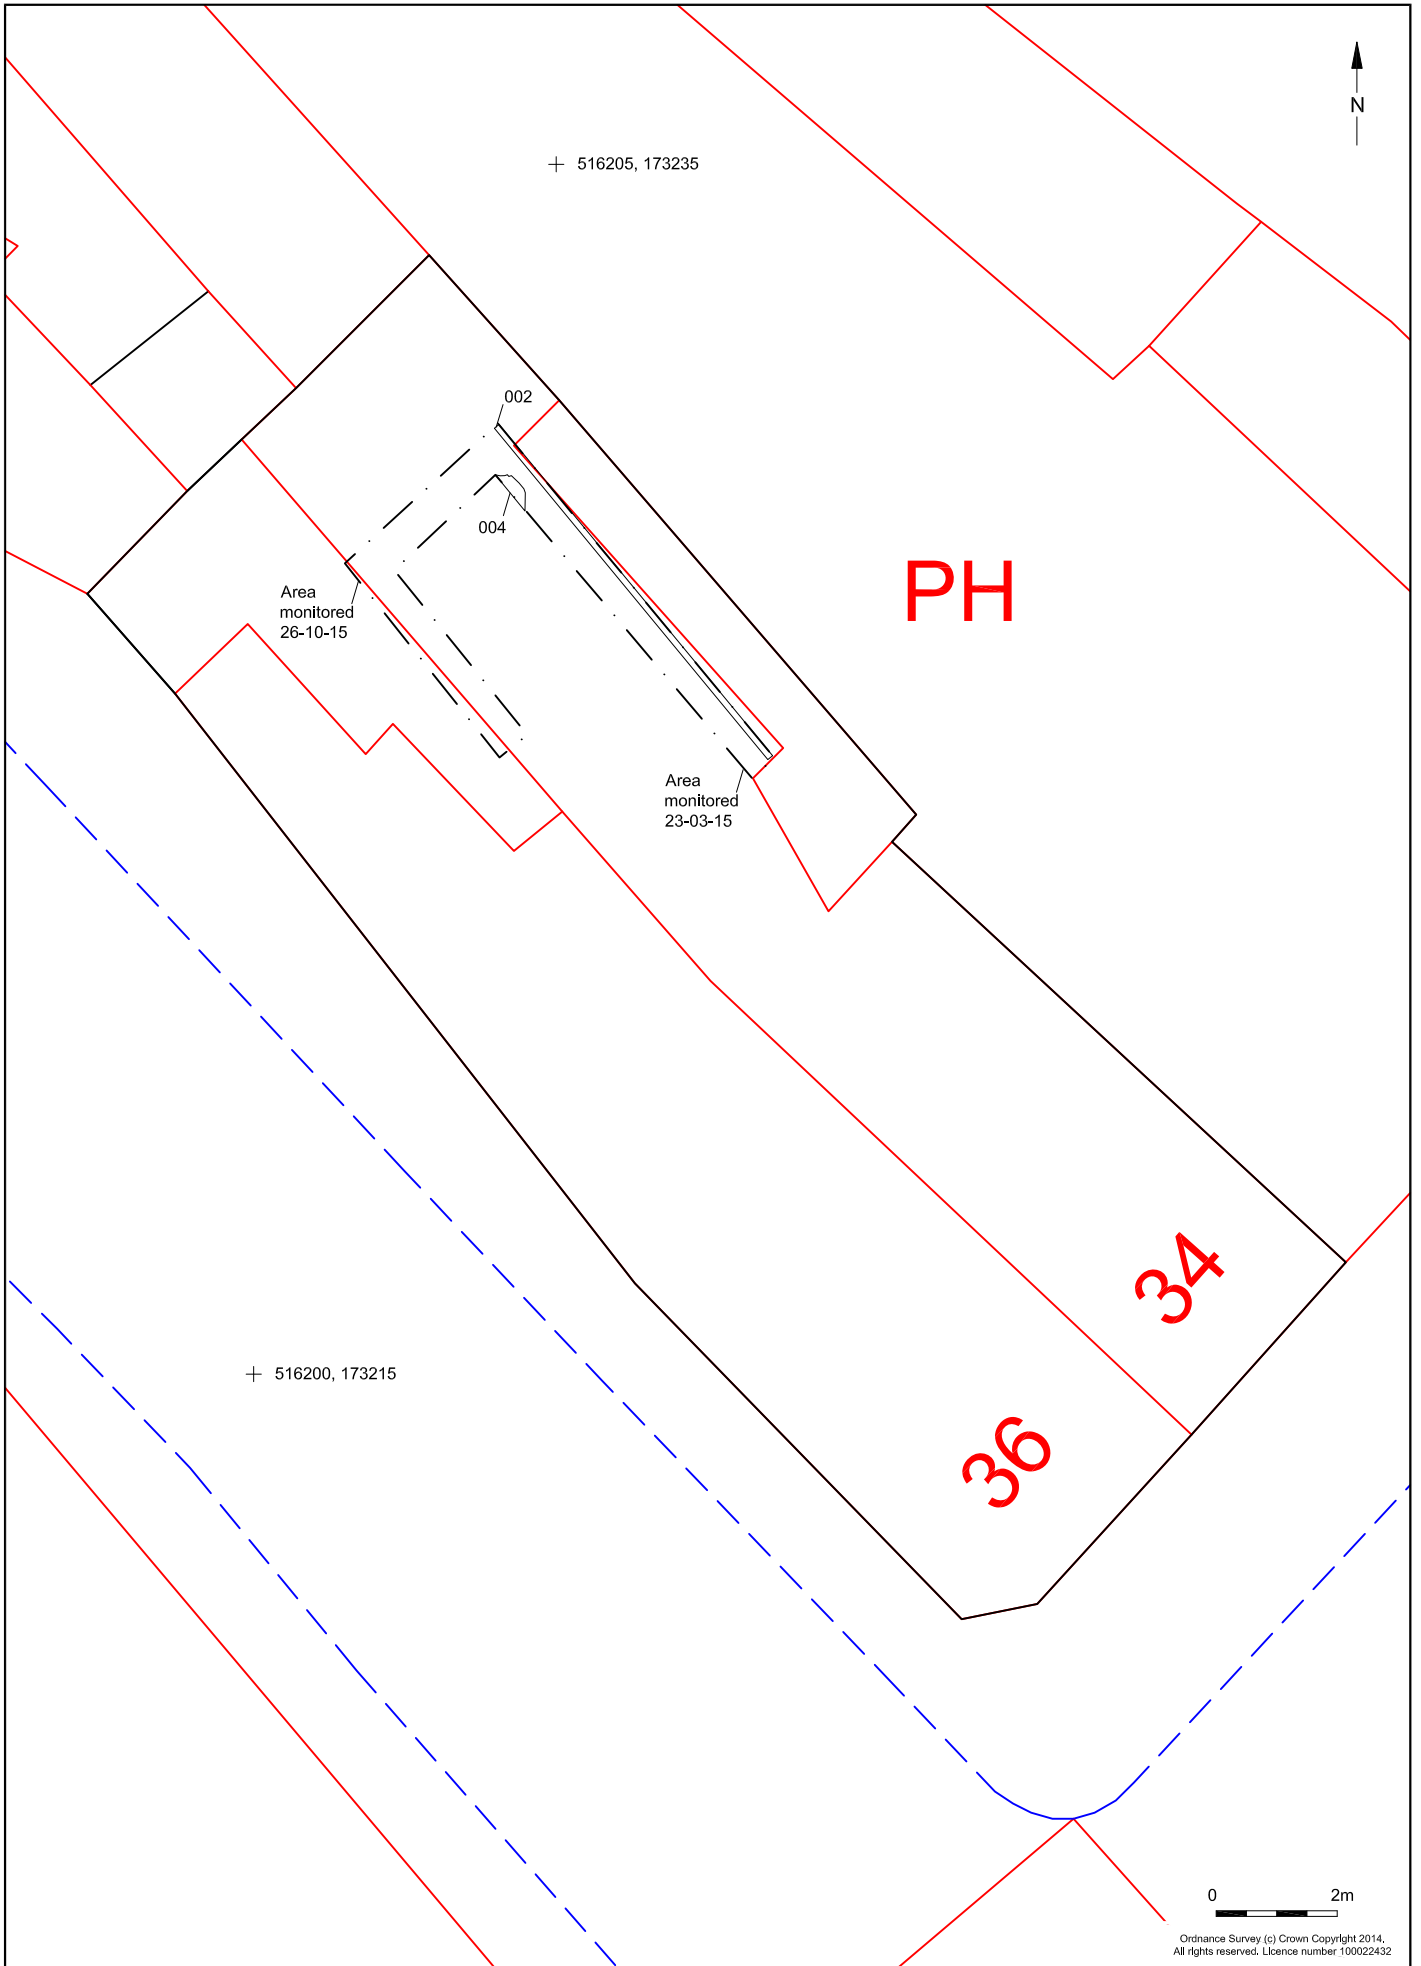 N
516205, 173235
002
004
PH
Area
monitored
26-10-15
Area
monitored
23-03-15
34
516200, 173215
36
0 2m
Ordnance Survey (c) Crown Copyright 2014.
All rights reserved. Licence number 100022432